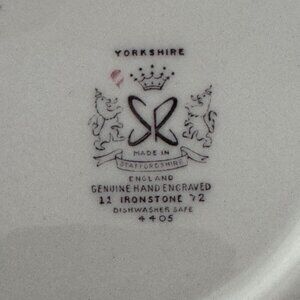 YORKSHIRE
SR
MADE IN
STAFFORDSHIRE
ENGLAND
GENUINE HAND ENGRAVED
11 IRONSTONE 72
DISHWASHER SAFE
4405